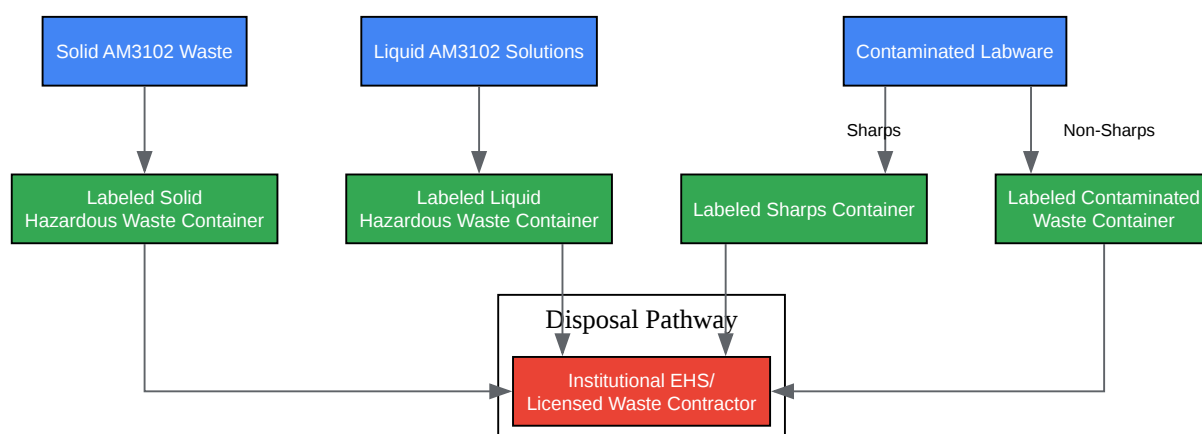 Solid AM3102 Waste
Liquid AM3102 Solutions
Contaminated Labware
Sharps
Non-Sharps
Labeled Solid
Hazardous Waste Container
Labeled Liquid
Hazardous Waste Container
Labeled Sharps Container
Labeled Contaminated
Waste Container
Disposal Pathway
Institutional EHS/
Licensed Waste Contractor